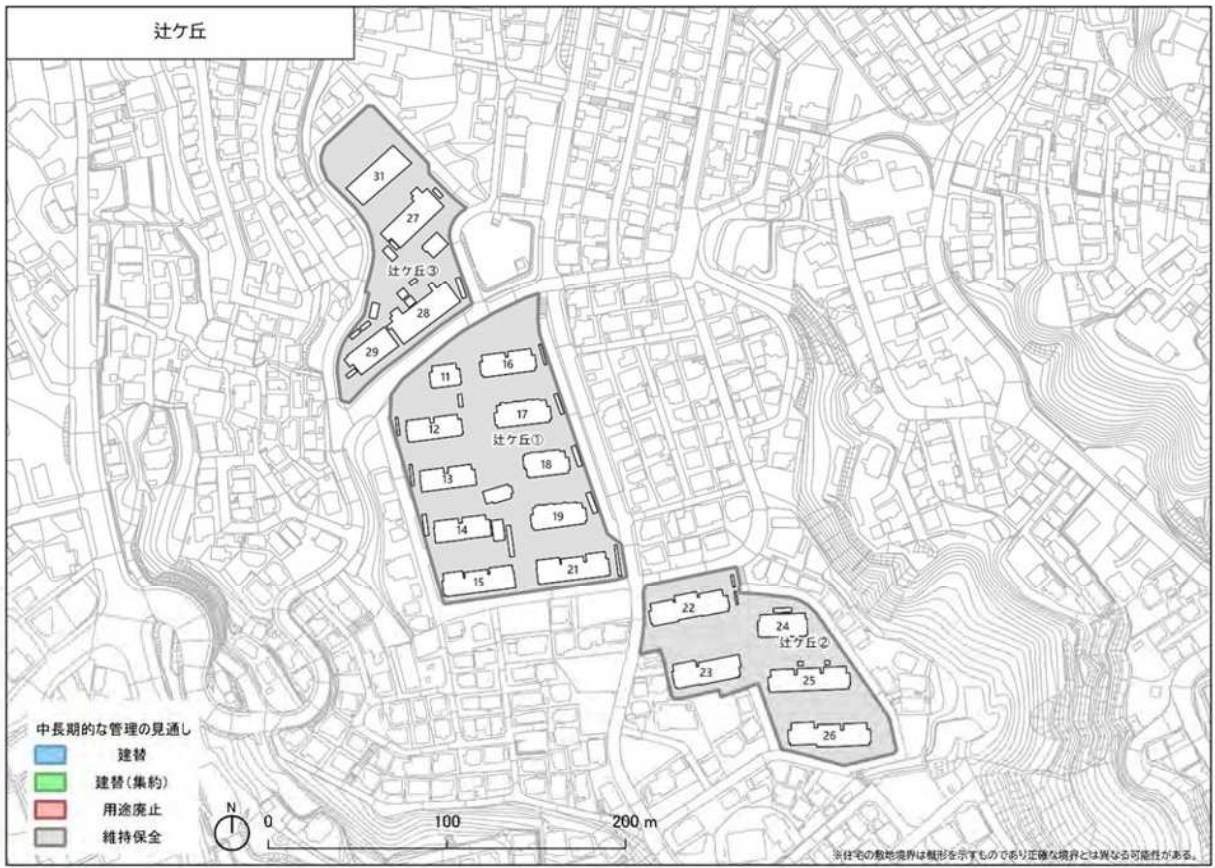 辻ケ丘
31
27
辻ケ丘③
28
29
11
16
17
12
辻ケ丘①
18
13
14
19
15
21
22
24
辻ケ丘②
23
25
26
中長期的な管理の見通し
建替
建替(集約)
用途廃止
維持保全
N
0 100 200 m
※住宅の敷地境界は概形を示すものであり正確な境界とは異なる可能性がある。